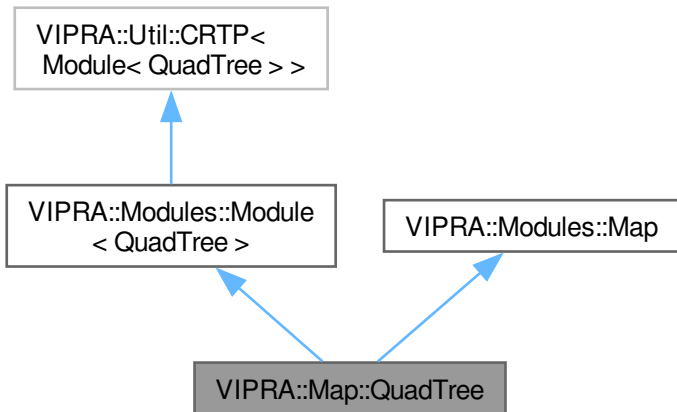 VIPRA::Util::CRTP<
Module< QuadTree > >
VIPRA::Modules::Module
< QuadTree >
VIPRA::Modules::Map
VIPRA::Map::QuadTree